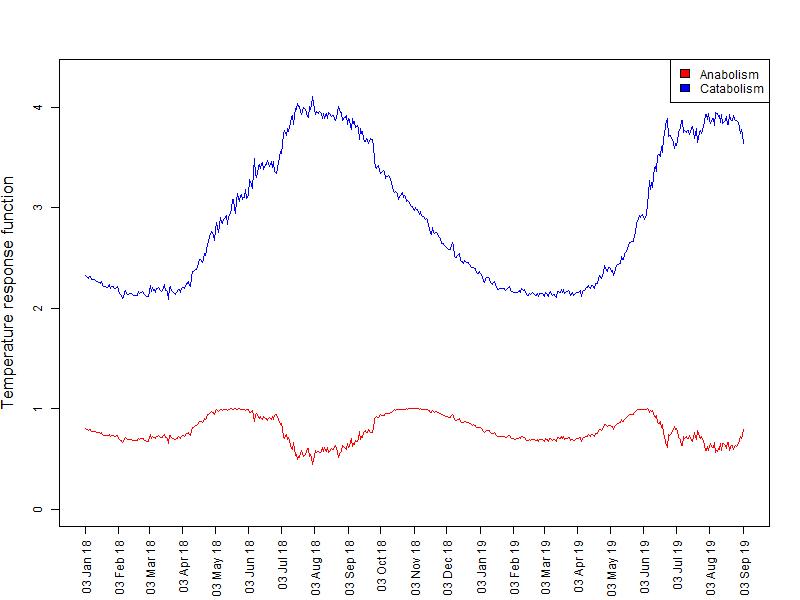 Anabolism
Catabolism
Temperature response function
4
3
2
1
0
03 Jan 18
03 Feb 18
03 Mar 18
03 Apr 18
03 May 18
03 Jun 18
03 Jul 18
03 Aug 18
03 Sep 18
03 Oct 18
03 Nov 18
03 Dec 18
03 Jan 19
03 Feb 19
03 Mar 19
03 Apr 19
03 May 19
03 Jun 19
03 Jul 19
03 Aug 19
03 Sep 19